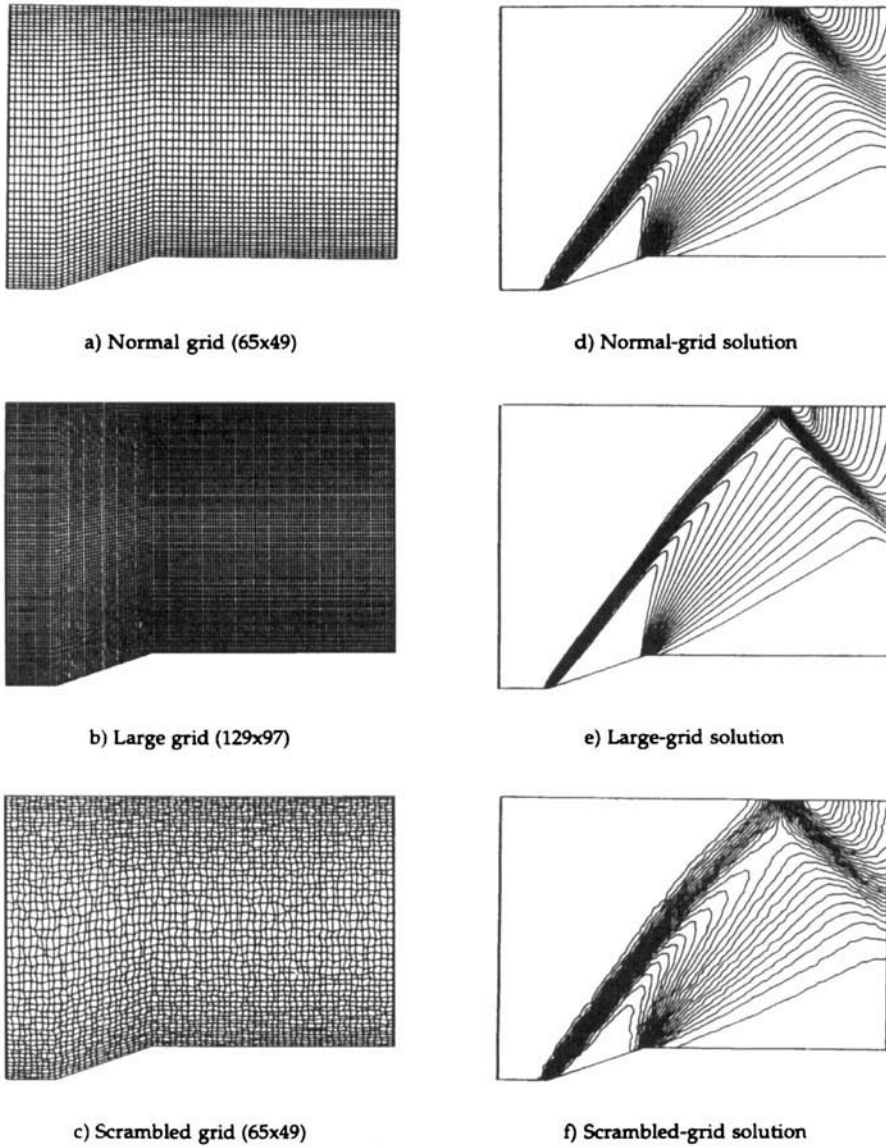 a) Normal grid (65x49)
d) Normal-grid solution
b) Large grid (129x97)
e) Large-grid solution
c) Scrambled grid (65x49)
f) Scrambled-grid solution